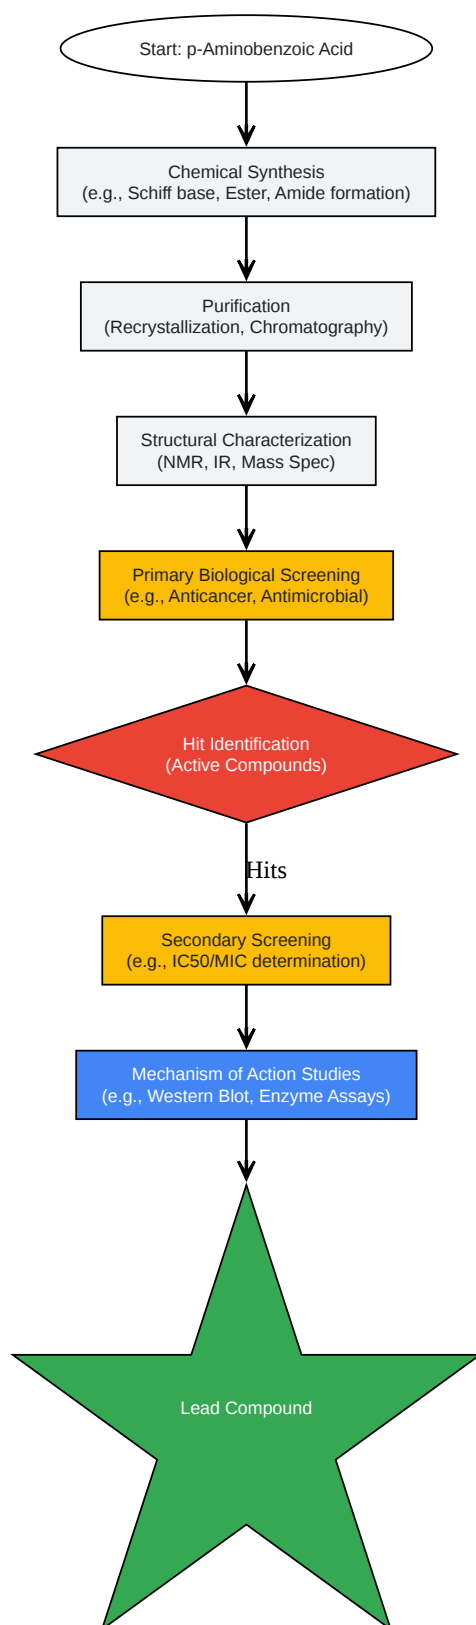 Start: p-Aminobenzoic Acid
Chemical Synthesis
(e.g., Schiff base, Ester, Amide formation)
Purification
(Recrystallization, Chromatography)
Structural Characterization
(NMR, IR, Mass Spec)
Primary Biological Screening
(e.g., Anticancer, Antimicrobial)
Hit Identification
(Active Compounds)
Hits
Secondary Screening
(e.g., IC50/MIC determination)
Mechanism of Action Studies
(e.g., Western Blot, Enzyme Assays)
Lead Compound